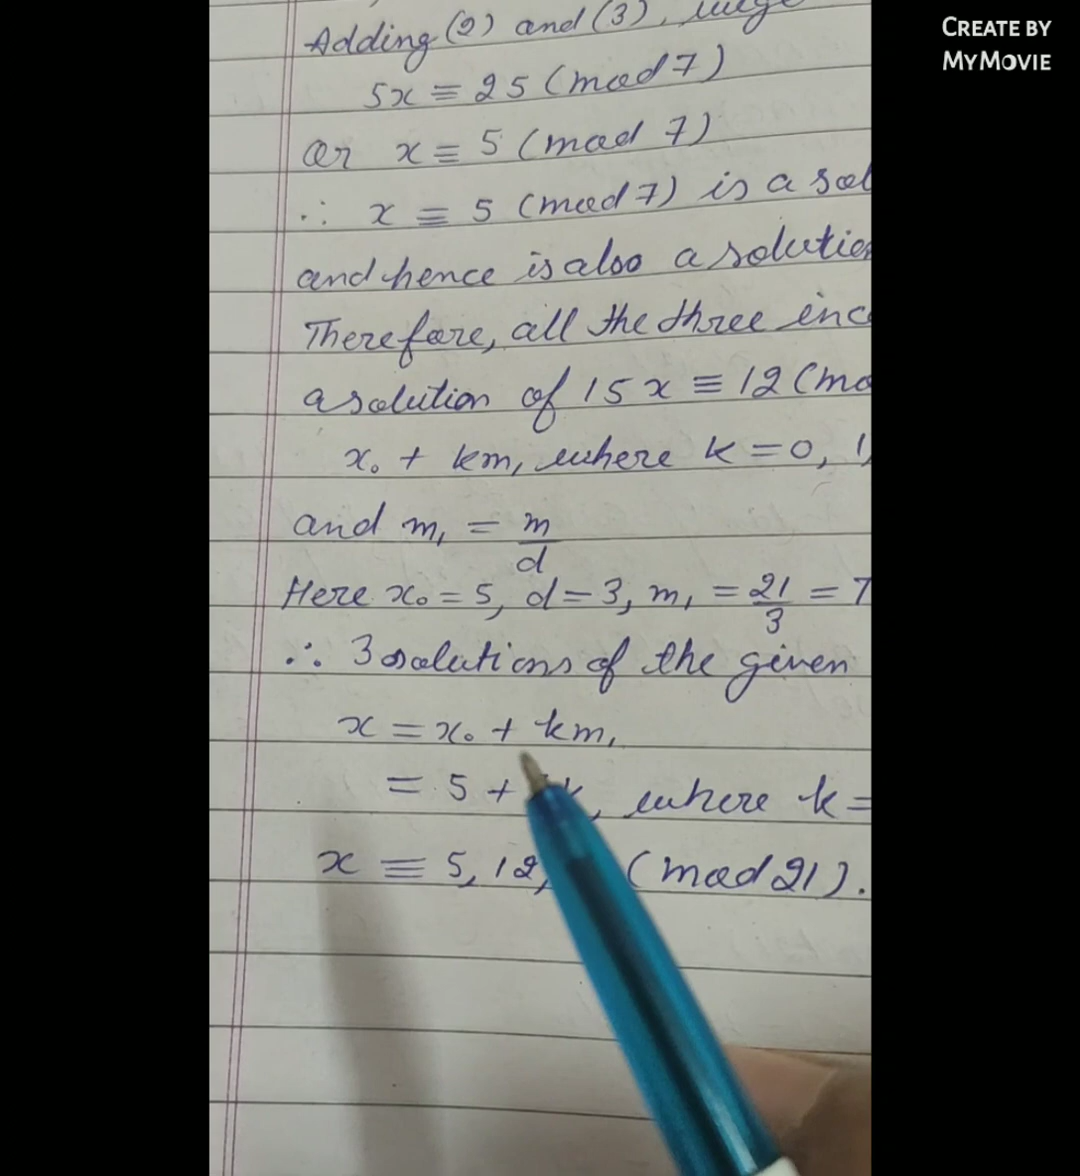 CREATE BY
MYMOVIE
Adding (2) and (3),
5x ≡ 25 (mod 7)
or x ≡ 5 (mod 7)
∴ x ≡ 5 (mod 7) is a sol
and hence is also a solution
Therefore, all the three inc
a solution of 15x ≡ 12 (mo
x₀ + km₁ where k = 0, 1,
and m₁ = m/d
Here x₀ = 5, d = 3, m₁ = 21/3 = 7
∴ 3 solutions of the given
x = x₀ + km₁
= 5 + k, where k =
x ≡ 5, 12, (mod 21).